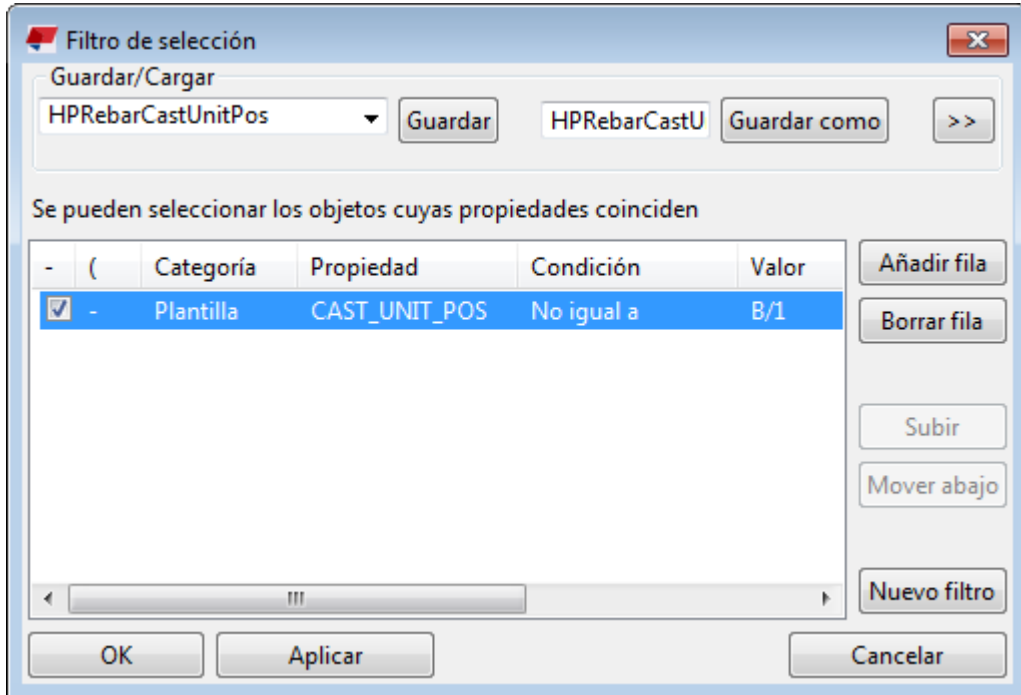 Filtro de selección
Guardar/Cargar
HPRebarCastUnitPos Guardar HPRebarCastU Guardar como >>
Se pueden seleccionar los objetos cuyas propiedades coinciden
- ( Categoría Propiedad Condición Valor Añadir fila
- Plantilla CAST_UNIT_POS No igual a B/1 Borrar fila
Subir
Mover abajo
Nuevo filtro
OK Aplicar Cancelar